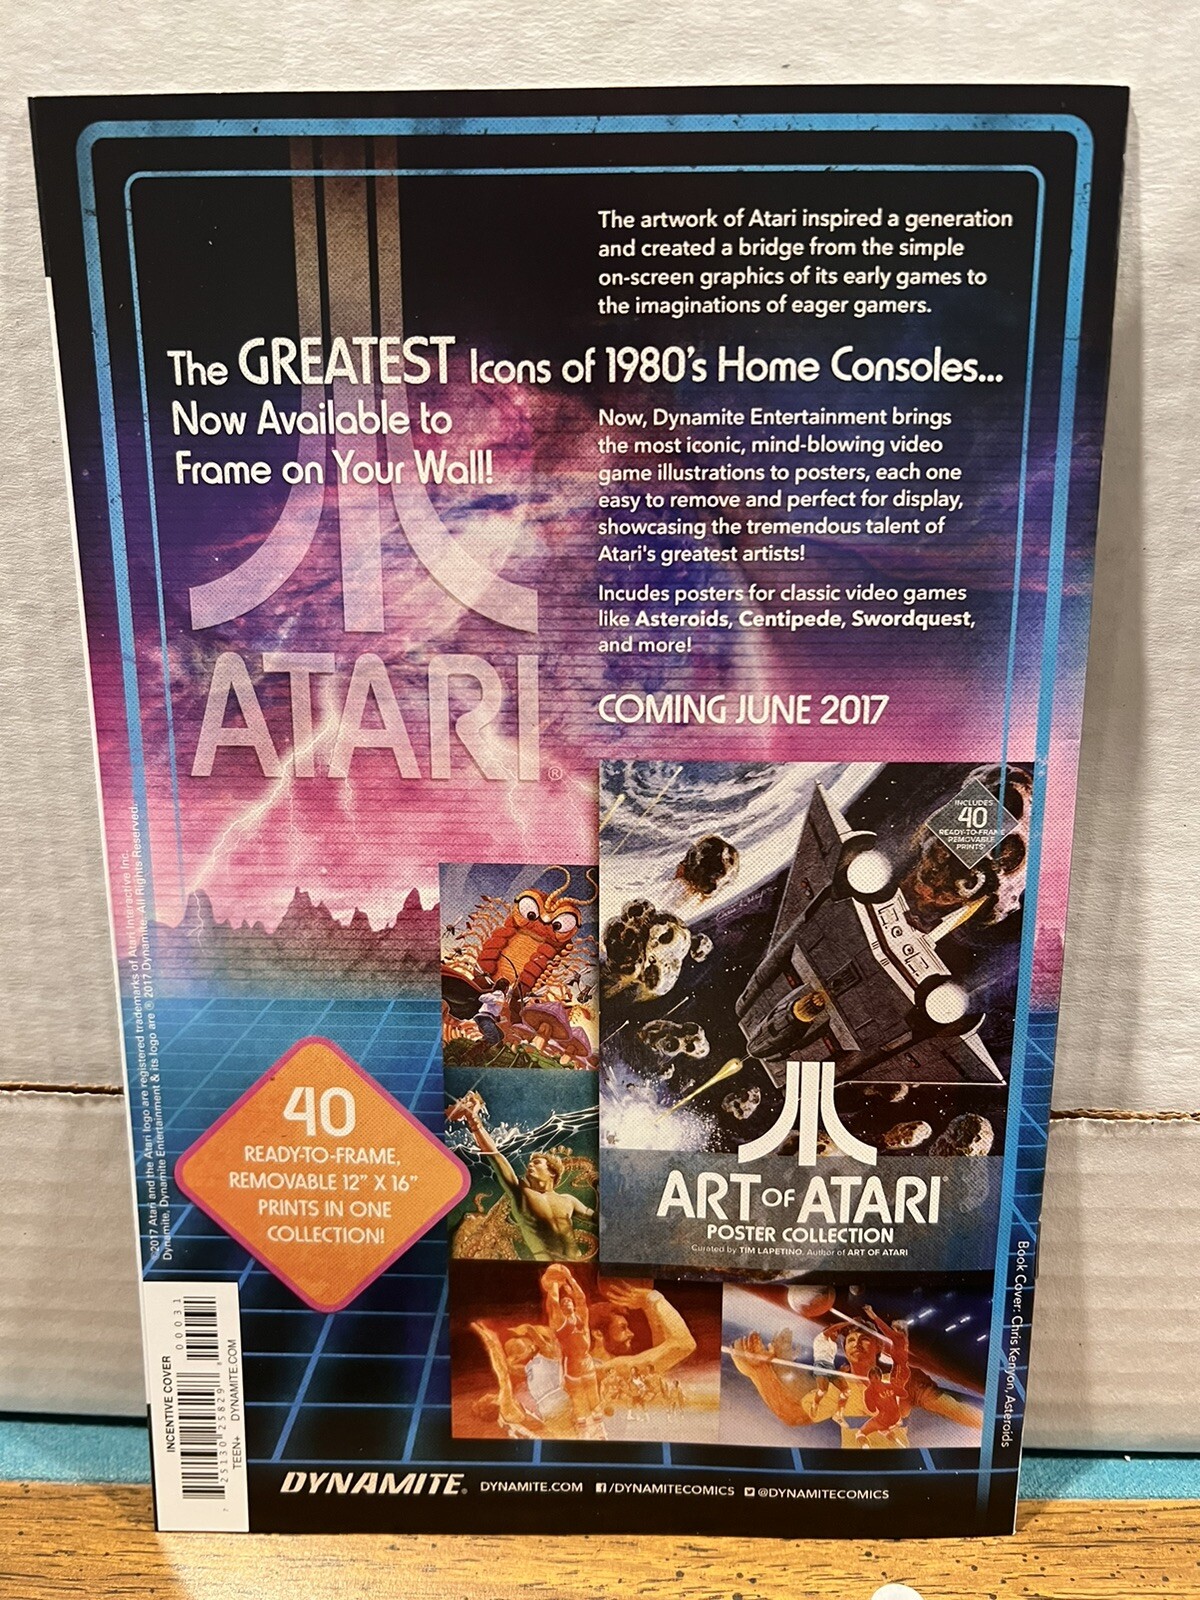 The artwork of Atari inspired a generation
and created a bridge from the simple
on-screen graphics of its early games to
the imaginations of eager gamers.
The GREATEST Icons of 1980's Home Consoles...
Now Available to
Frame on Your Wall!
Now, Dynamite Entertainment brings
the most iconic, mind-blowing video
game illustrations to posters, each one
easy to remove and perfect for display,
showcasing the tremendous talent of
Atari's greatest artists!
Incudes posters for classic video games
like Asteroids, Centipede, Swordquest,
and more!
COMING JUNE 2017
ATARI®
INCLUDES
40
READY-TO-FRAME
REMOVABLE
PRINTS!
40
READY-TO-FRAME,
REMOVABLE 12" X 16"
PRINTS IN ONE
COLLECTION!
ART OF ATARI
POSTER COLLECTION
Curated by TIM LAPETINO, Author of ART OF ATARI
©2017 Atari and the Atari logo are registered trademarks of Atari Interactive Inc.
Dynamite, Dynamite Entertainment & its logo are ® 2017 Dynamite. All Rights Reserved.
Book Cover: Chris Kenyon, Asteroids
INCENTIVE COVER
00031
7 25130 25829
TEEN+ DYNAMITE.COM
DYNAMITE® DYNAMITE.COM /DYNAMITECOMICS @DYNAMITECOMICS